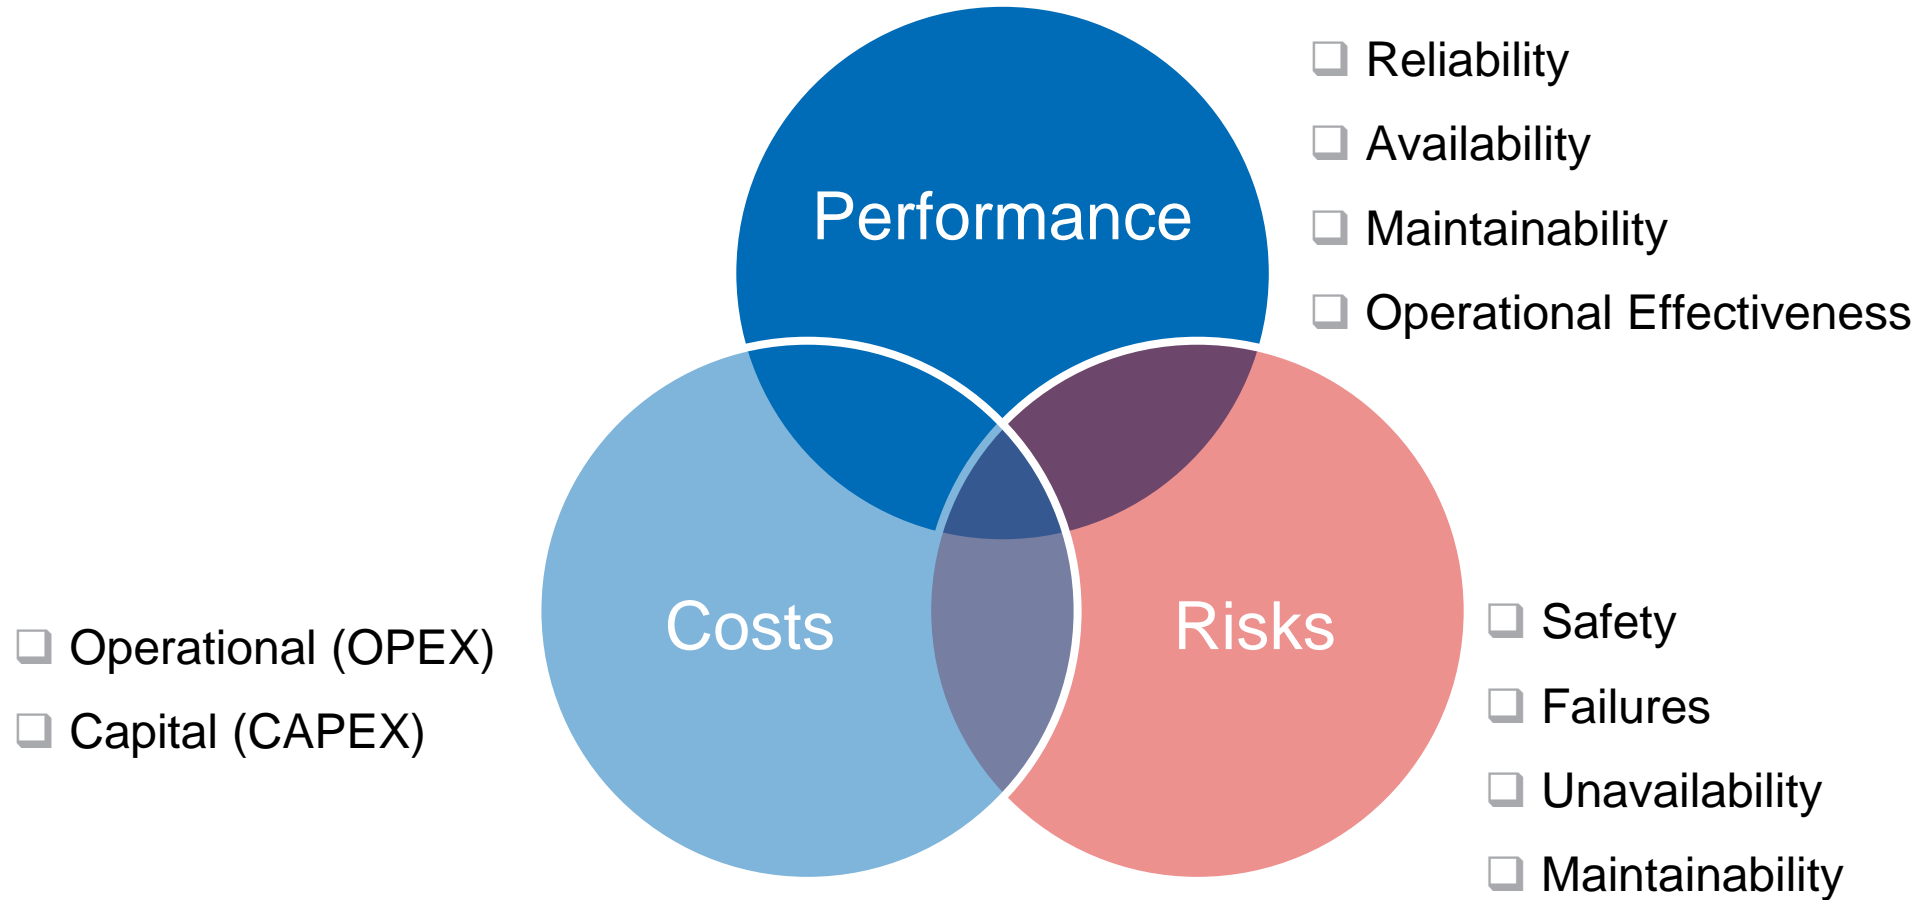 Performance
Reliability
Availability
Maintainability
Operational Effectiveness
Costs
Operational (OPEX)
Capital (CAPEX)
Risks
Safety
Failures
Unavailability
Maintainability